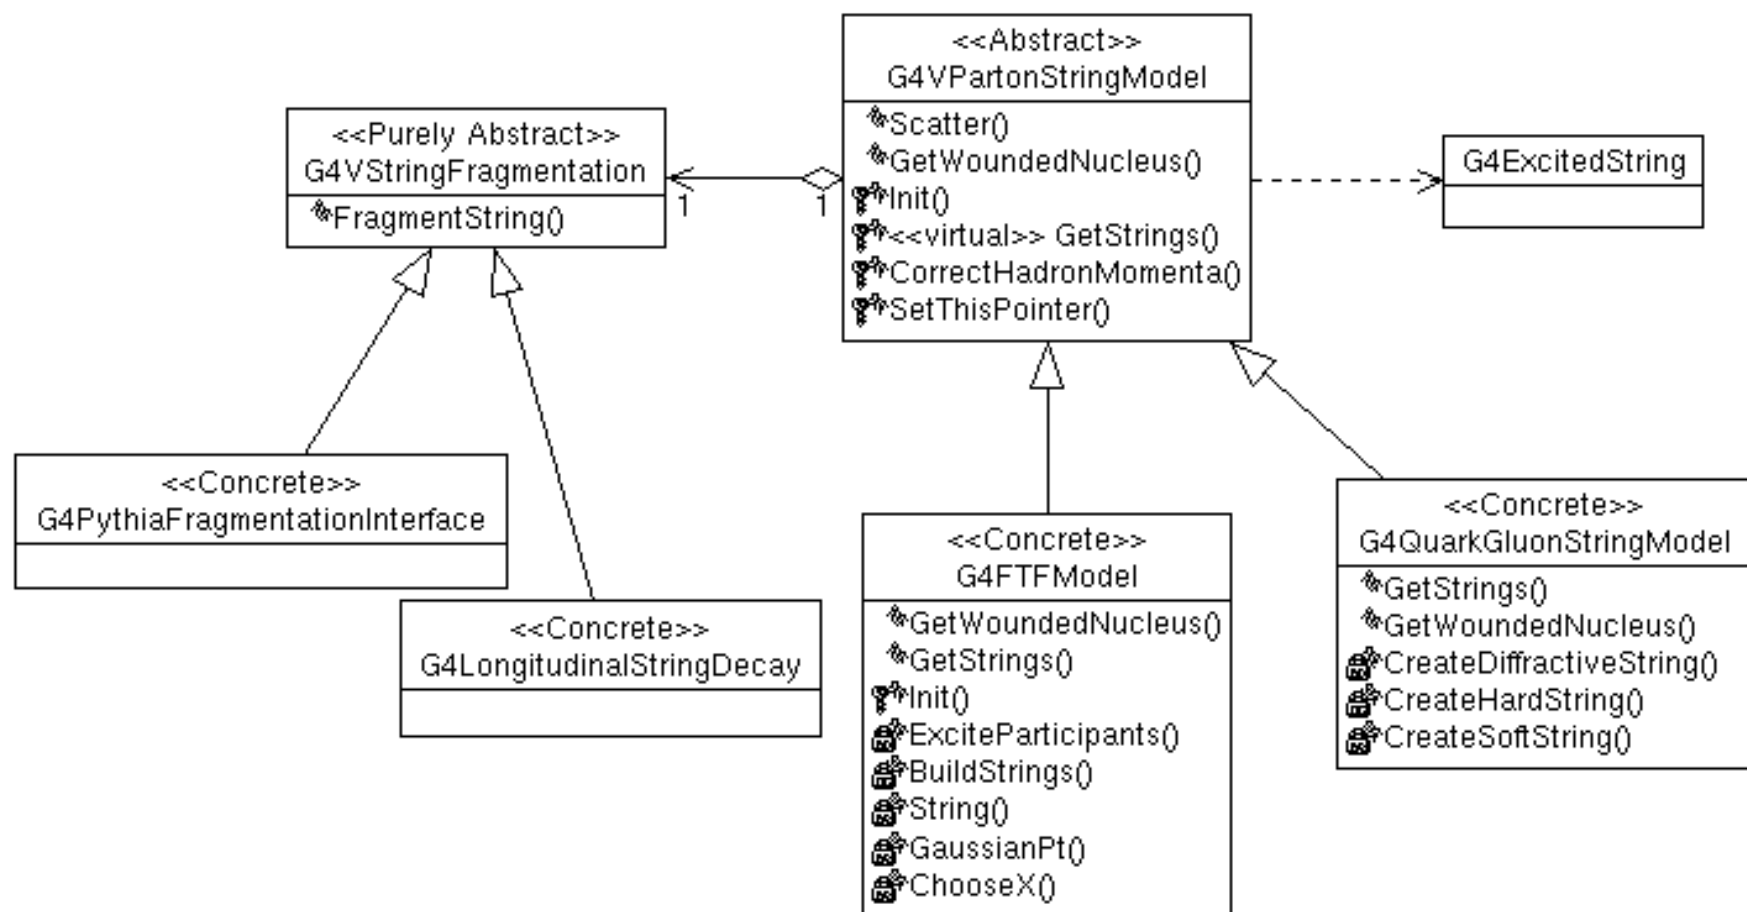 <<Abstract>>
G4VPartonStringModel
Scatter()
GetWoundedNucleus()
Init()
<<virtual>> GetStrings()
CorrectHadronMomenta()
SetThisPointer()
<<Purely Abstract>>
G4VStringFragmentation
FragmentString()
1
1
G4ExcitedString
<<Concrete>>
G4PythiaFragmentationInterface
<<Concrete>>
G4LongitudinalStringDecay
<<Concrete>>
G4FTFModel
GetWoundedNucleus()
GetStrings()
Init()
ExciteParticipants()
BuildStrings()
String()
GaussianPt()
ChooseX()
<<Concrete>>
G4QuarkGluonStringModel
GetStrings()
GetWoundedNucleus()
CreateDiffractiveString()
CreateHardString()
CreateSoftString()